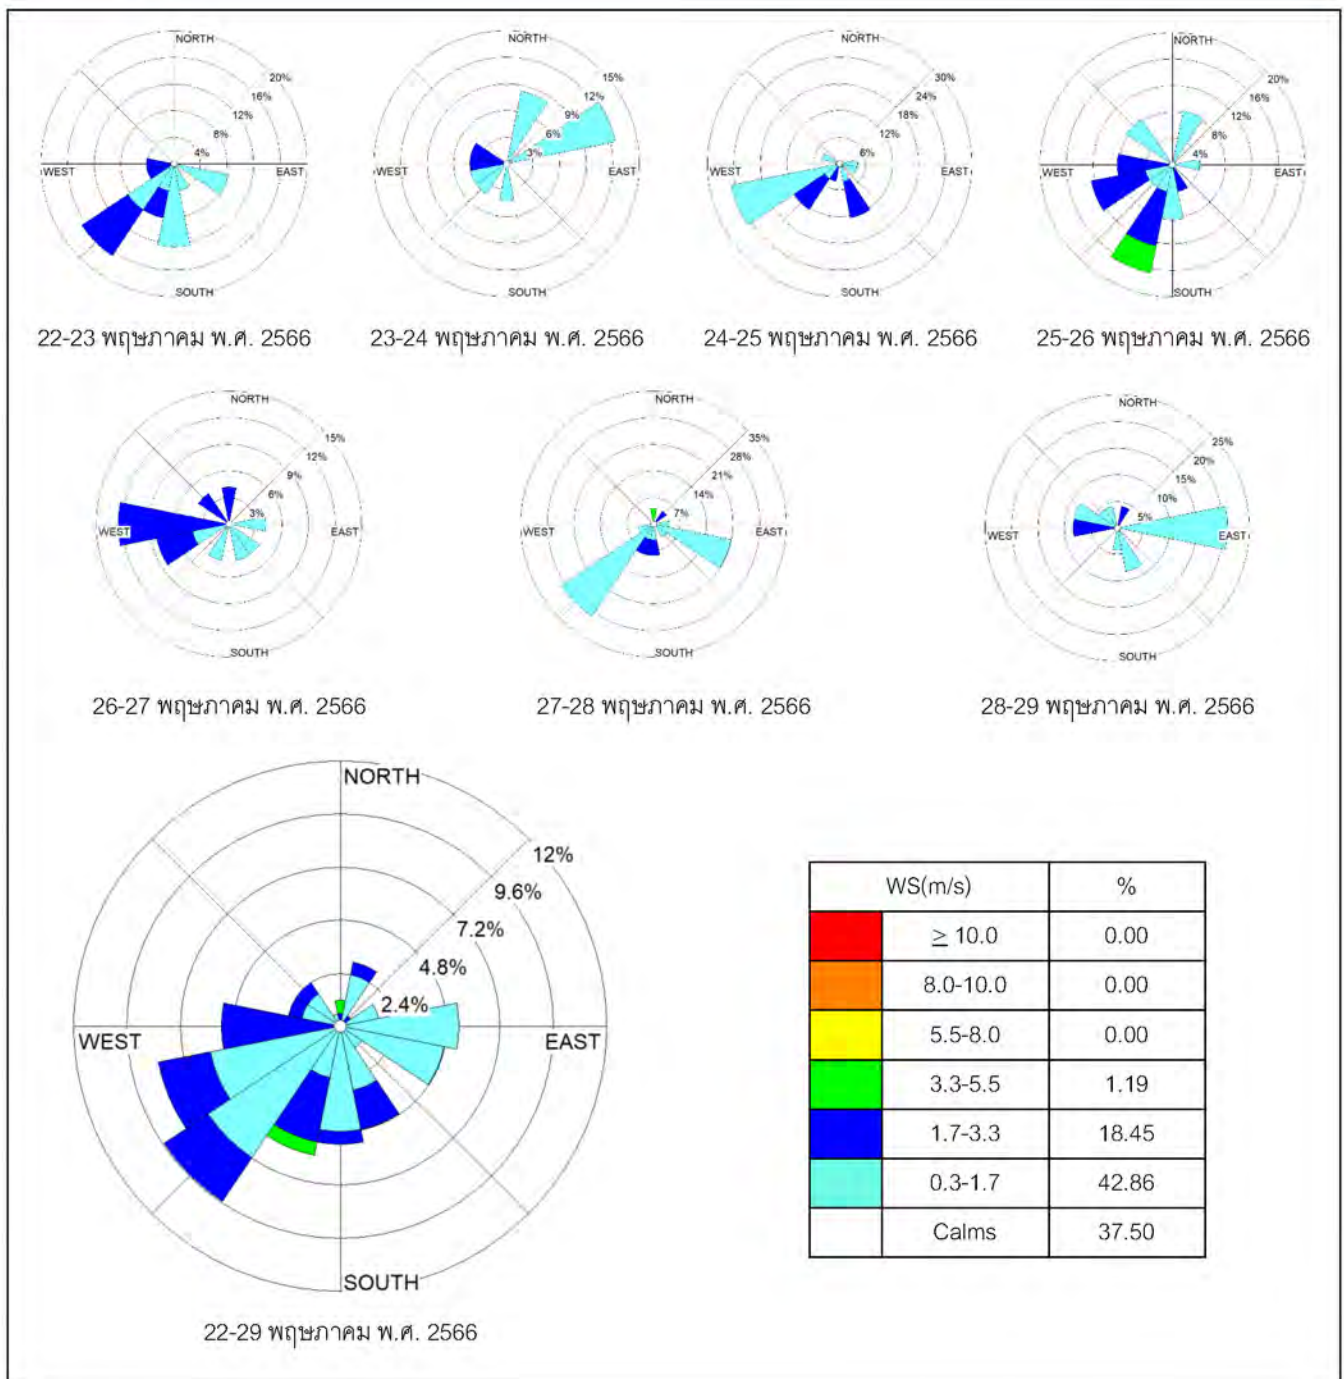 NORTH
20%
16%
12%
8%
4%
WEST
EAST
SOUTH
22-23 พฤษภาคม พ.ศ. 2566
NORTH
15%
12%
9%
6%
3%
WEST
EAST
SOUTH
23-24 พฤษภาคม พ.ศ. 2566
NORTH
30%
24%
18%
12%
6%
WEST
EAST
SOUTH
24-25 พฤษภาคม พ.ศ. 2566
NORTH
20%
16%
12%
8%
4%
WEST
EAST
SOUTH
25-26 พฤษภาคม พ.ศ. 2566
NORTH
15%
12%
9%
6%
3%
WEST
EAST
SOUTH
26-27 พฤษภาคม พ.ศ. 2566
NORTH
35%
28%
21%
14%
7%
WEST
EAST
SOUTH
27-28 พฤษภาคม พ.ศ. 2566
NORTH
25%
20%
15%
10%
5%
WEST
EAST
SOUTH
28-29 พฤษภาคม พ.ศ. 2566
NORTH
12%
9.6%
7.2%
4.8%
2.4%
WEST
EAST
SOUTH
22-29 พฤษภาคม พ.ศ. 2566
WS(m/s) %
≥ 10.0 0.00
8.0-10.0 0.00
5.5-8.0 0.00
3.3-5.5 1.19
1.7-3.3 18.45
0.3-1.7 42.86
Calms 37.50